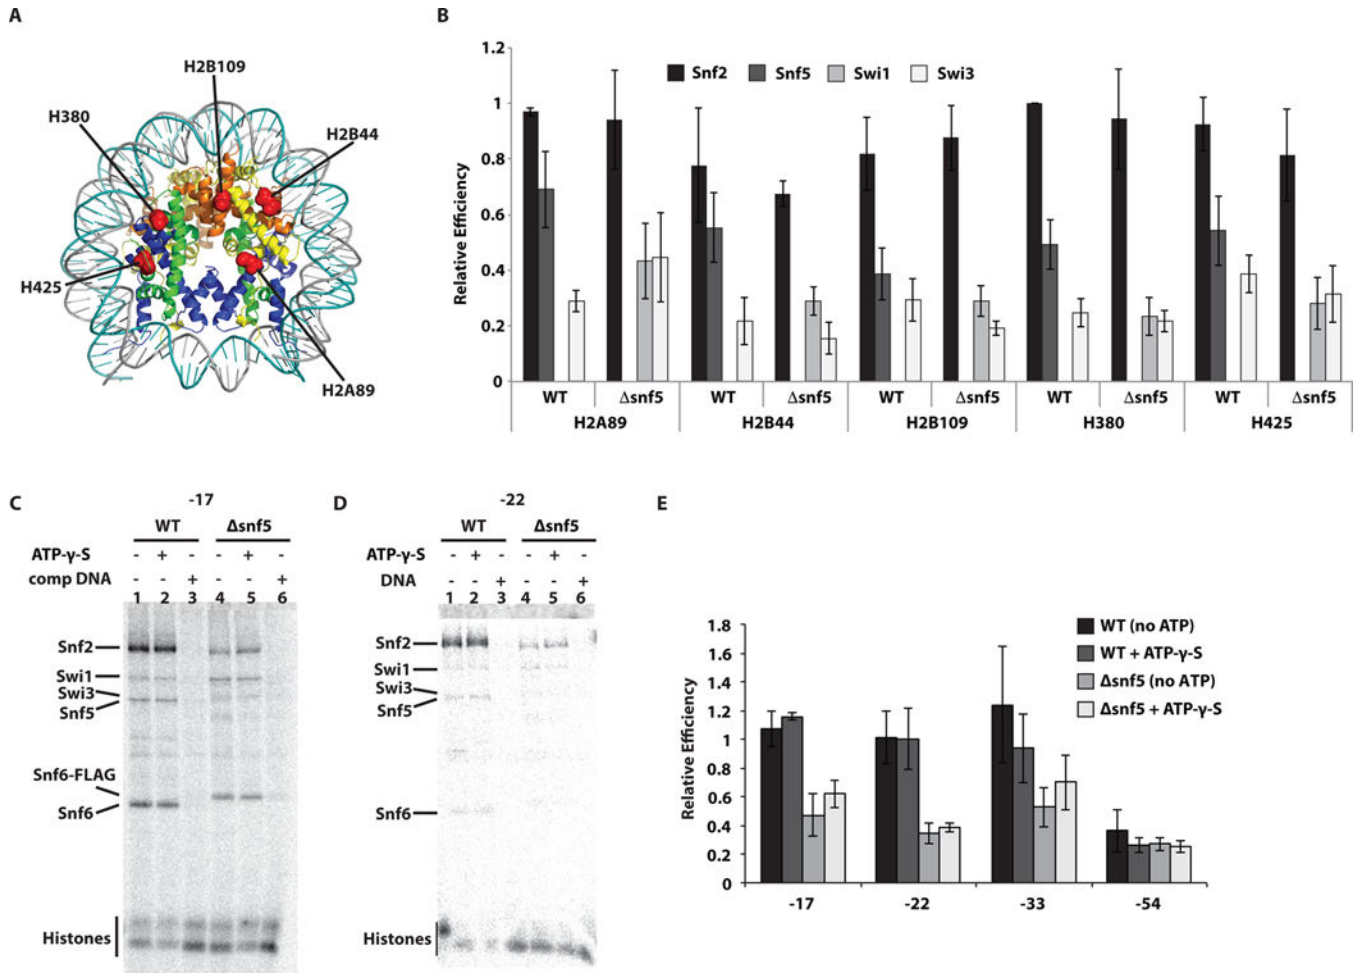 A
H2B109
H380
H2B44
H425
H2A89
B
Relative Efficiency
1.2
1
0.8
0.6
0.4
0.2
0
Snf2 Snf5 Swi1 Swi3
WT Δsnf5 WT Δsnf5 WT Δsnf5 WT Δsnf5 WT Δsnf5
H2A89 H2B44 H2B109 H380 H425
C
-17
WT Δsnf5
ATP-γ-S - + - +
comp DNA - - + - - +
1 2 3 4 5 6
Snf2
Swi1
Swi3
Snf5
Snf6-FLAG
Snf6
Histones
D
-22
WT Δsnf5
ATP-γ-S - + - +
DNA - - + - - +
1 2 3 4 5 6
Snf2
Swi1
Swi3
Snf5
Snf6
Histones
E
Relative Efficiency
1.8
1.6
1.4
1.2
1
0.8
0.6
0.4
0.2
0
WT (no ATP)
WT + ATP-γ-S
Δsnf5 (no ATP)
Δsnf5 + ATP-γ-S
-17 -22 -33 -54